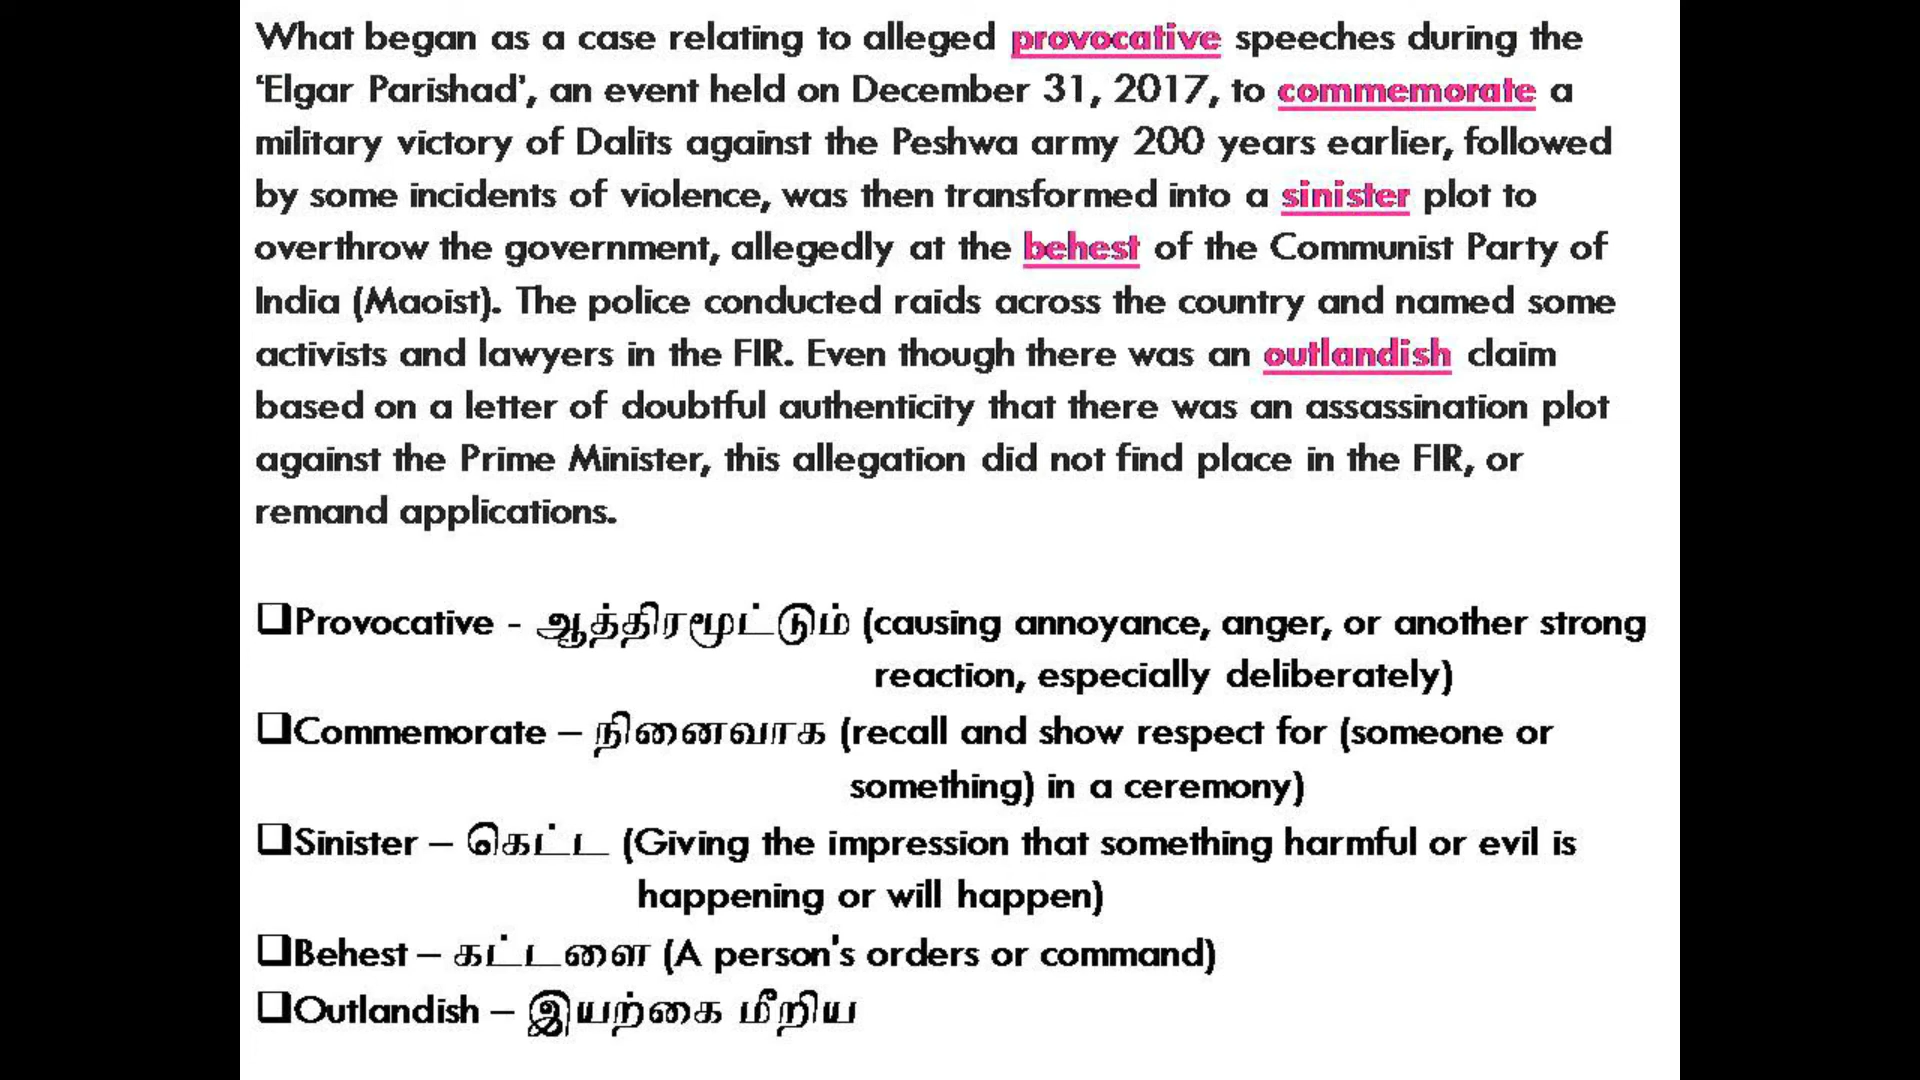 What began as a case relating to alleged provocative speeches during the
‘Elgar Parishad’, an event held on December 31, 2017, to commemorate a
military victory of Dalits against the Peshwa army 200 years earlier, followed
by some incidents of violence, was then transformed into a sinister plot to
overthrow the government, allegedly at the behest of the Communist Party of
India (Maoist). The police conducted raids across the country and named some
activists and lawyers in the FIR. Even though there was an outlandish claim
based on a letter of doubtful authenticity that there was an assassination plot
against the Prime Minister, this allegation did not find place in the FIR, or
remand applications.
❑Provocative - ஆத்திரமூட்டும் (causing annoyance, anger, or another strong
reaction, especially deliberately)
❑Commemorate – நினைவாக (recall and show respect for (someone or
something) in a ceremony)
❑Sinister – கெட்ட (Giving the impression that something harmful or evil is
happening or will happen)
❑Behest – கட்டளை (A person's orders or command)
❑Outlandish – இயற்கை மீறிய